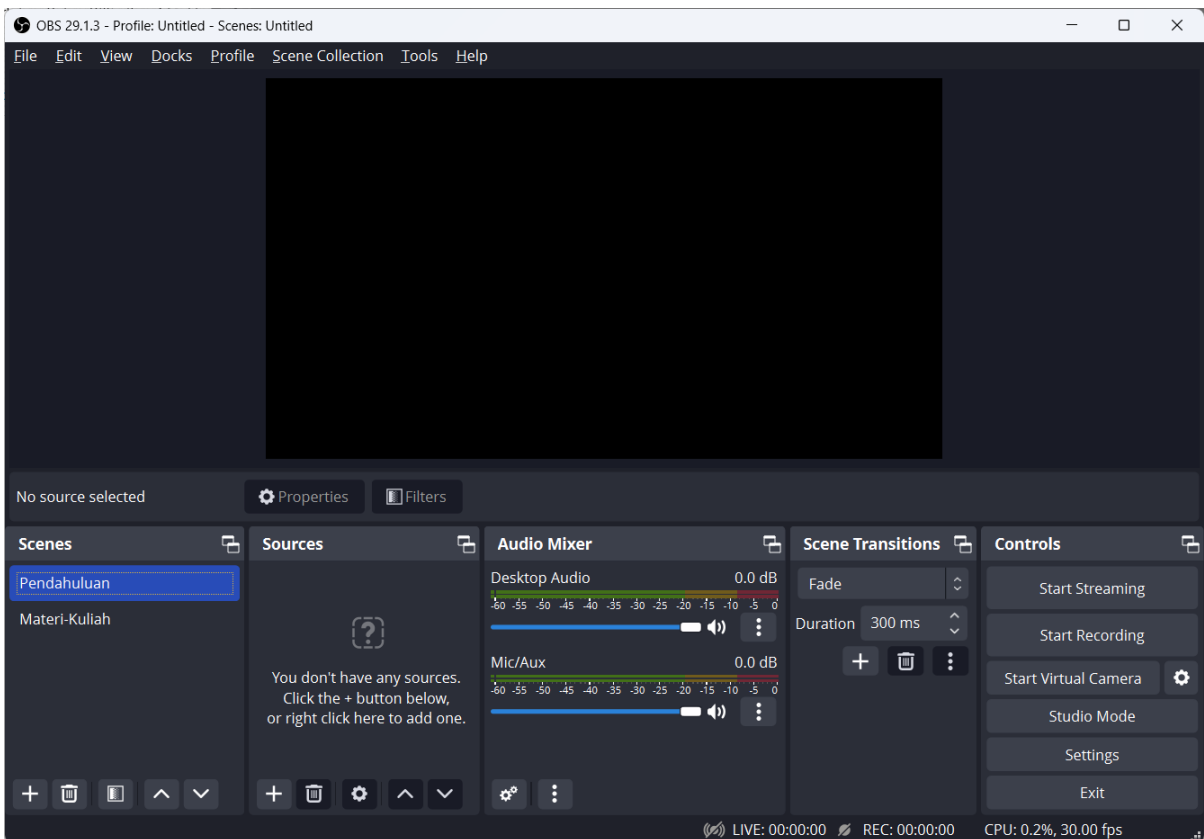 OBS 29.1.3 - Profile: Untitled - Scenes: Untitled
File Edit View Docks Profile Scene Collection Tools Help
No source selected
Properties
Filters
Scenes
Pendahuluan
Materi-Kuliah
Sources
You don't have any sources.
Click the + button below,
or right click here to add one.
Audio Mixer
Desktop Audio 0.0 dB
-60 -55 -50 -45 -40 -35 -30 -25 -20 -15 -10 -5 0
Mic/Aux 0.0 dB
-60 -55 -50 -45 -40 -35 -30 -25 -20 -15 -10 -5 0
Scene Transitions
Fade
Duration 300 ms
Controls
Start Streaming
Start Recording
Start Virtual Camera
Studio Mode
Settings
Exit
LIVE: 00:00:00 REC: 00:00:00 CPU: 0.2%, 30.00 fps